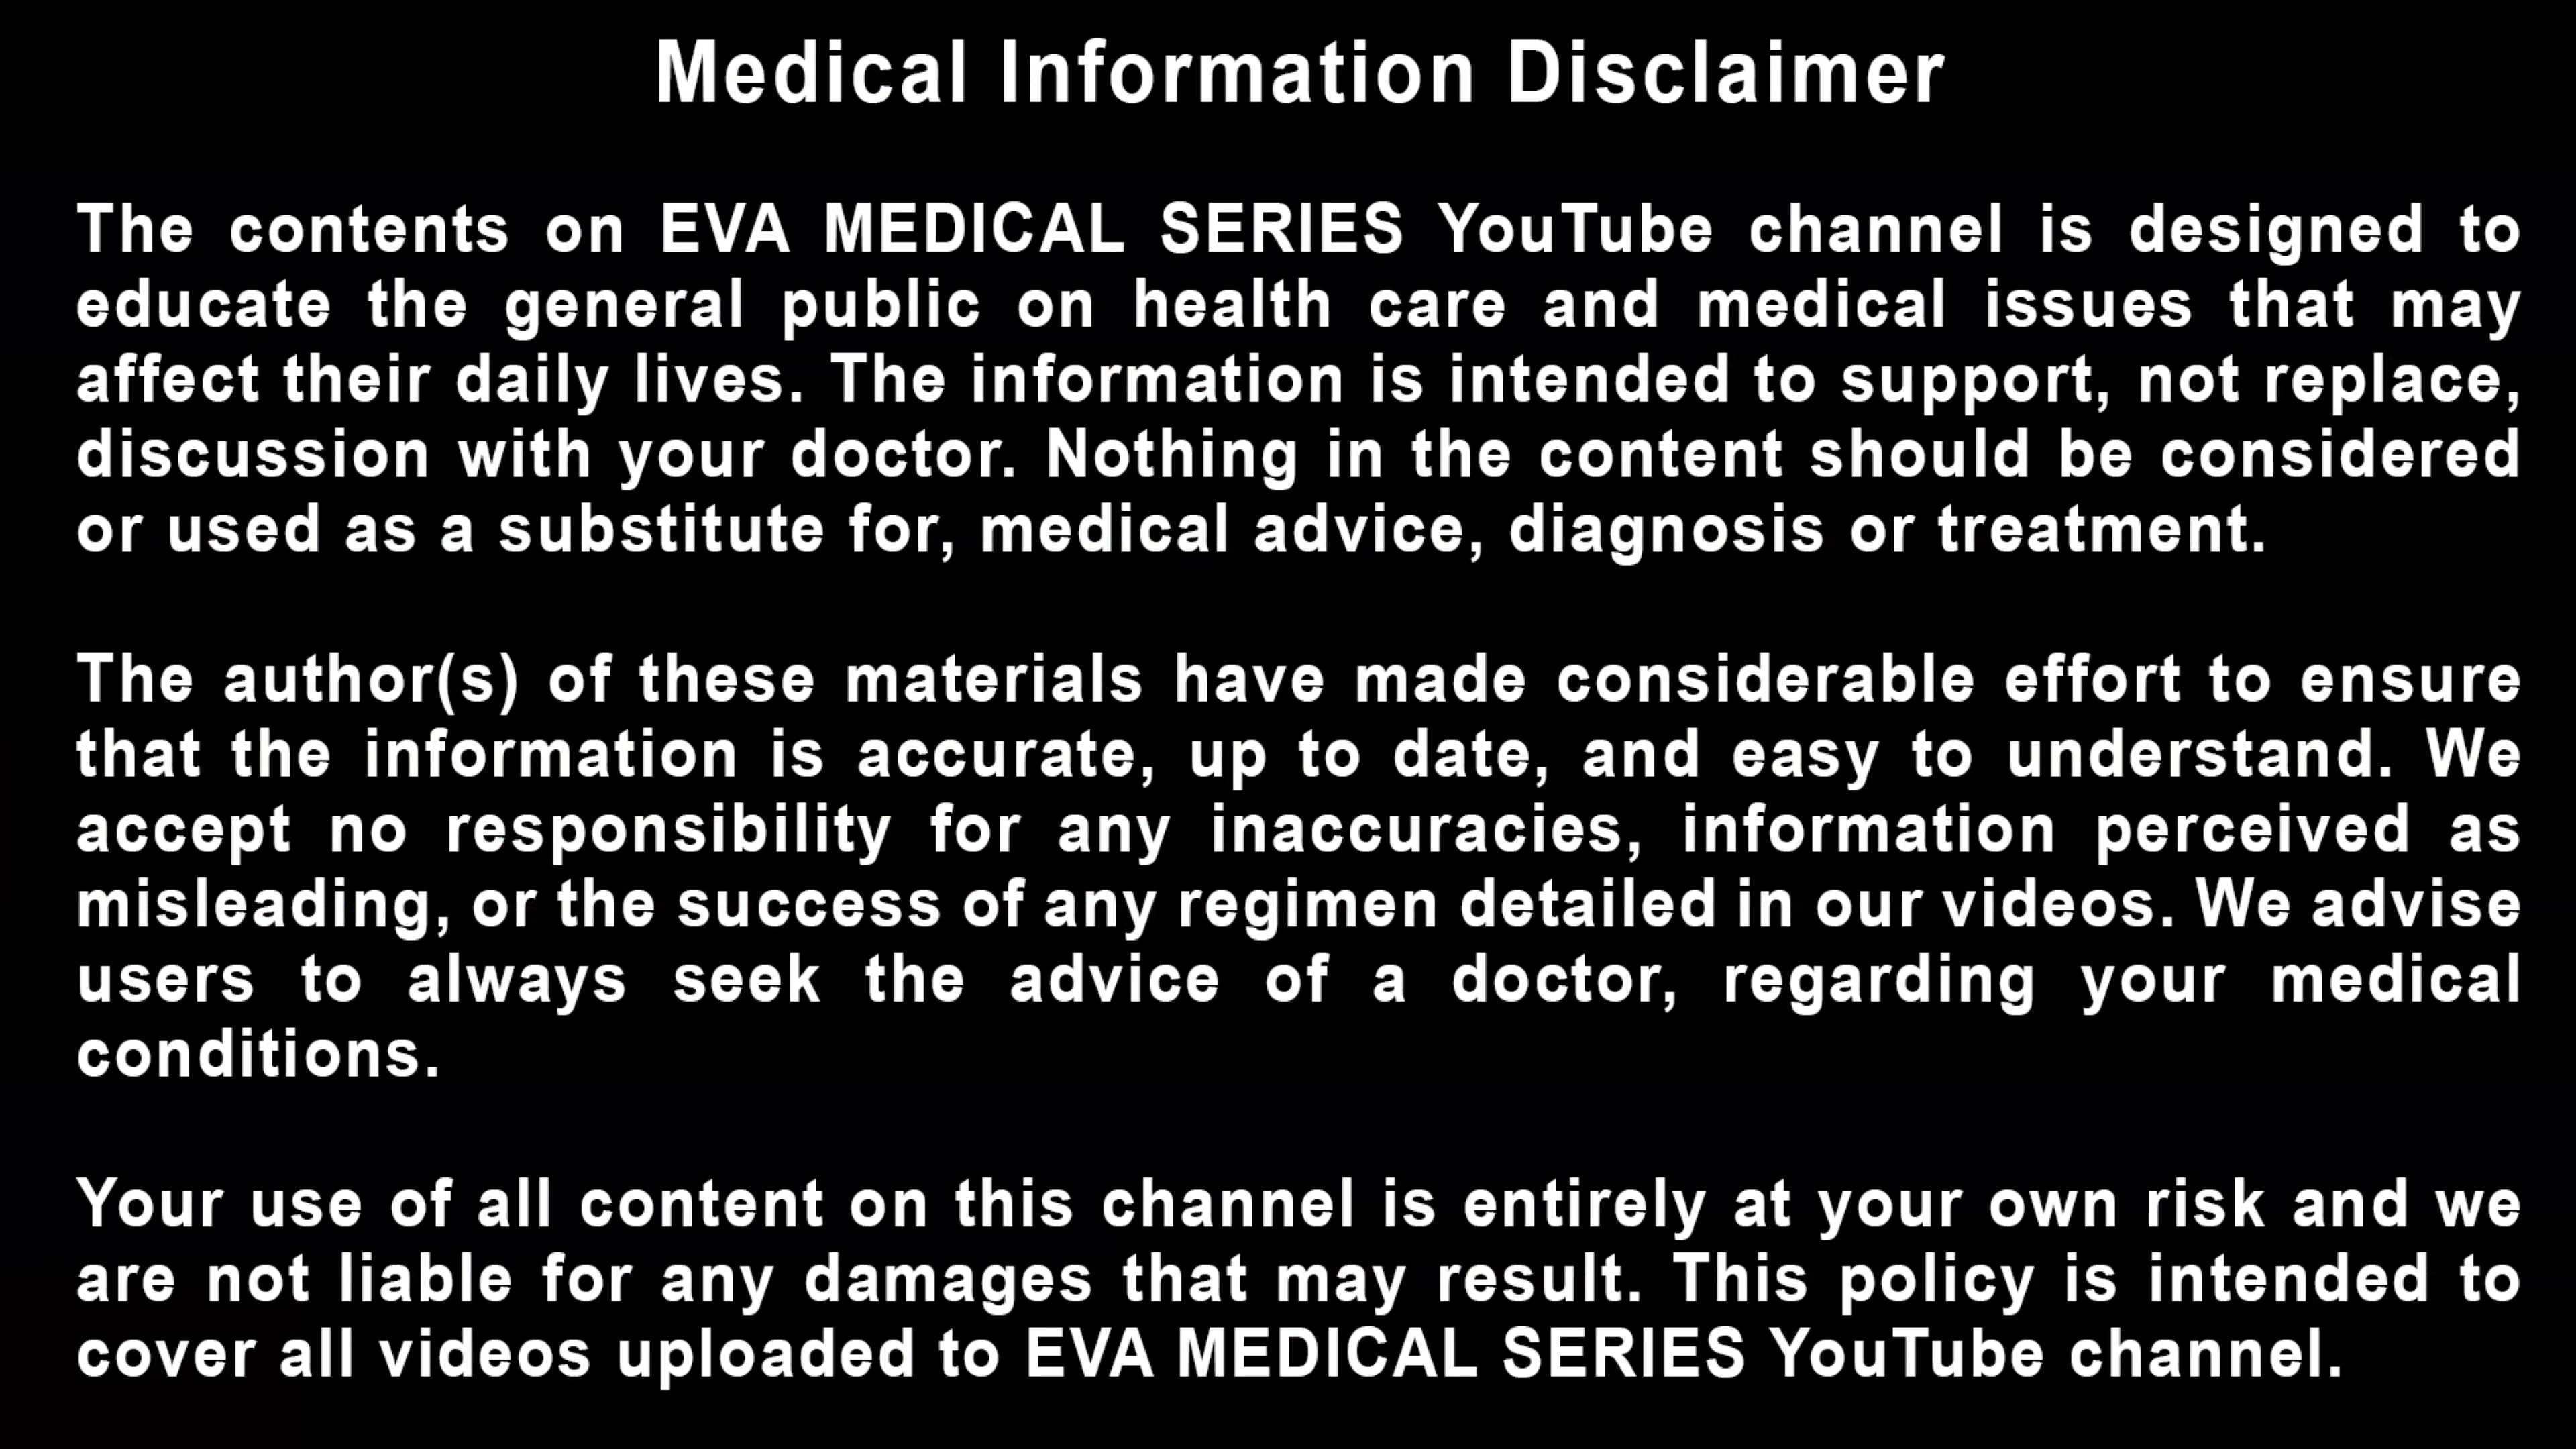 Medical Information Disclaimer
The contents on EVA MEDICAL SERIES YouTube channel is designed to
educate the general public on health care and medical issues that may
affect their daily lives. The information is intended to support, not replace,
discussion with your doctor. Nothing in the content should be considered
or used as a substitute for, medical advice, diagnosis or treatment.
The author(s) of these materials have made considerable effort to ensure
that the information is accurate, up to date, and easy to understand. We
accept no responsibility for any inaccuracies, information perceived as
misleading, or the success of any regimen detailed in our videos. We advise
users to always seek the advice of a doctor, regarding your medical
conditions.
Your use of all content on this channel is entirely at your own risk and we
are not liable for any damages that may result. This policy is intended to
cover all videos uploaded to EVA MEDICAL SERIES YouTube channel.